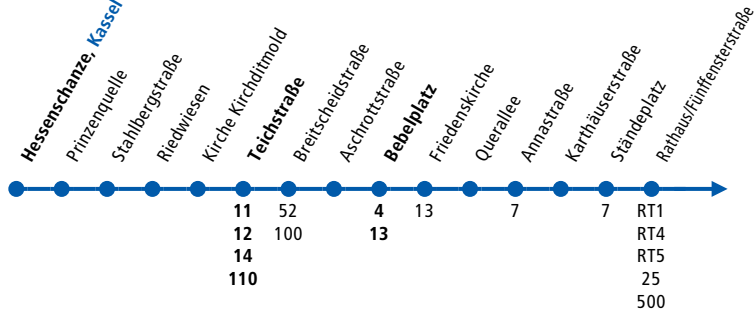 Hessenschanze, Kassel
Prinzenquelle
Stahlbergstraße
Riedwiesen
Kirche Kirchditmold
Teichstraße
Breitscheidstraße
Aschrottstraße
Bebelplatz
Friedenskirche
Querallee
Annastraße
Karthäuserstraße
Ständeplatz
Rathaus/Fünffensterstraße
11 52 4 13 7 7 RT1
12 100 13 RT4
14 RT5
110 25
500